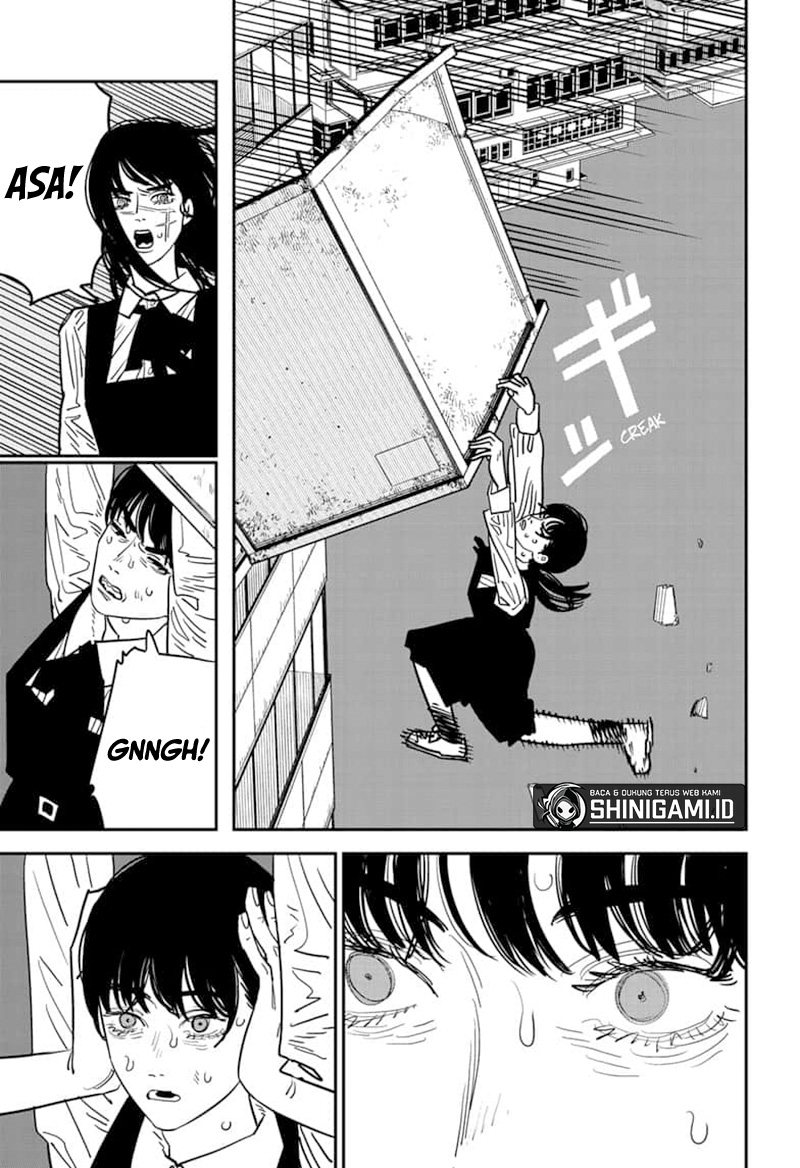 ギッ
CREAK
ASA!
GNNGH!
BACA & DUKUNG TERUS WEB KAMI
SHINIGAMI.ID